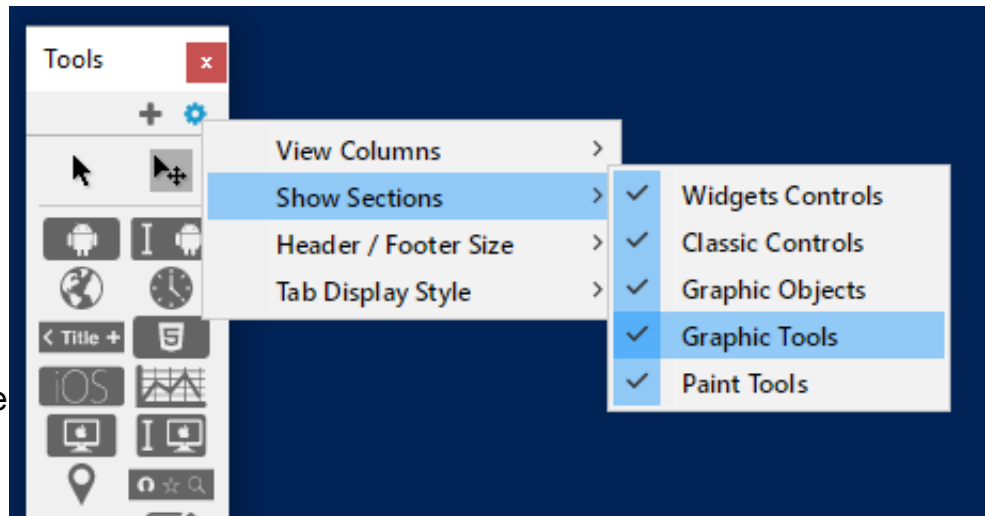 Tools
x
View Columns
Show Sections
Header / Footer Size
Tab Display Style
Widgets Controls
Classic Controls
Graphic Objects
Graphic Tools
Paint Tools
< Title +
5
iOS
e